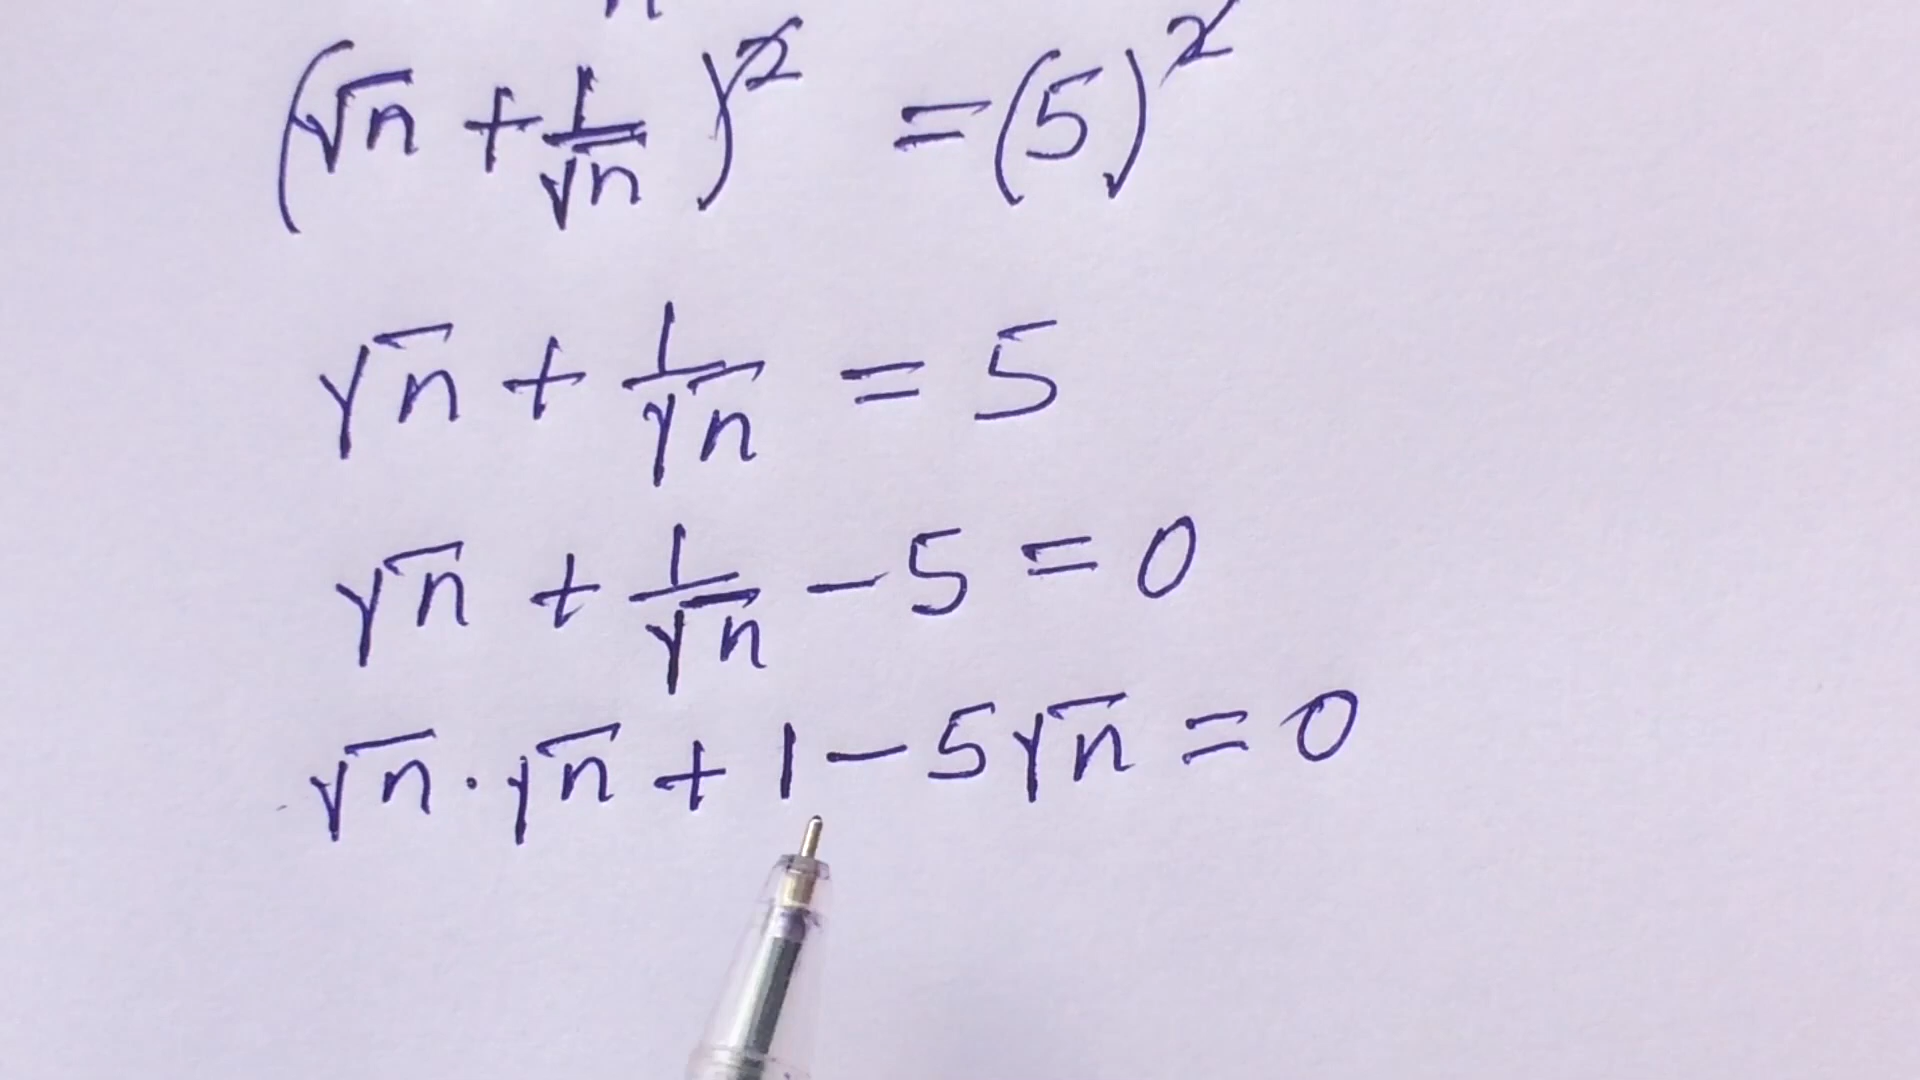 n
(√n + 1/√n)² = (5)²
√n + 1/√n = 5
√n + 1/√n - 5 = 0
√n · √n + 1 - 5√n = 0